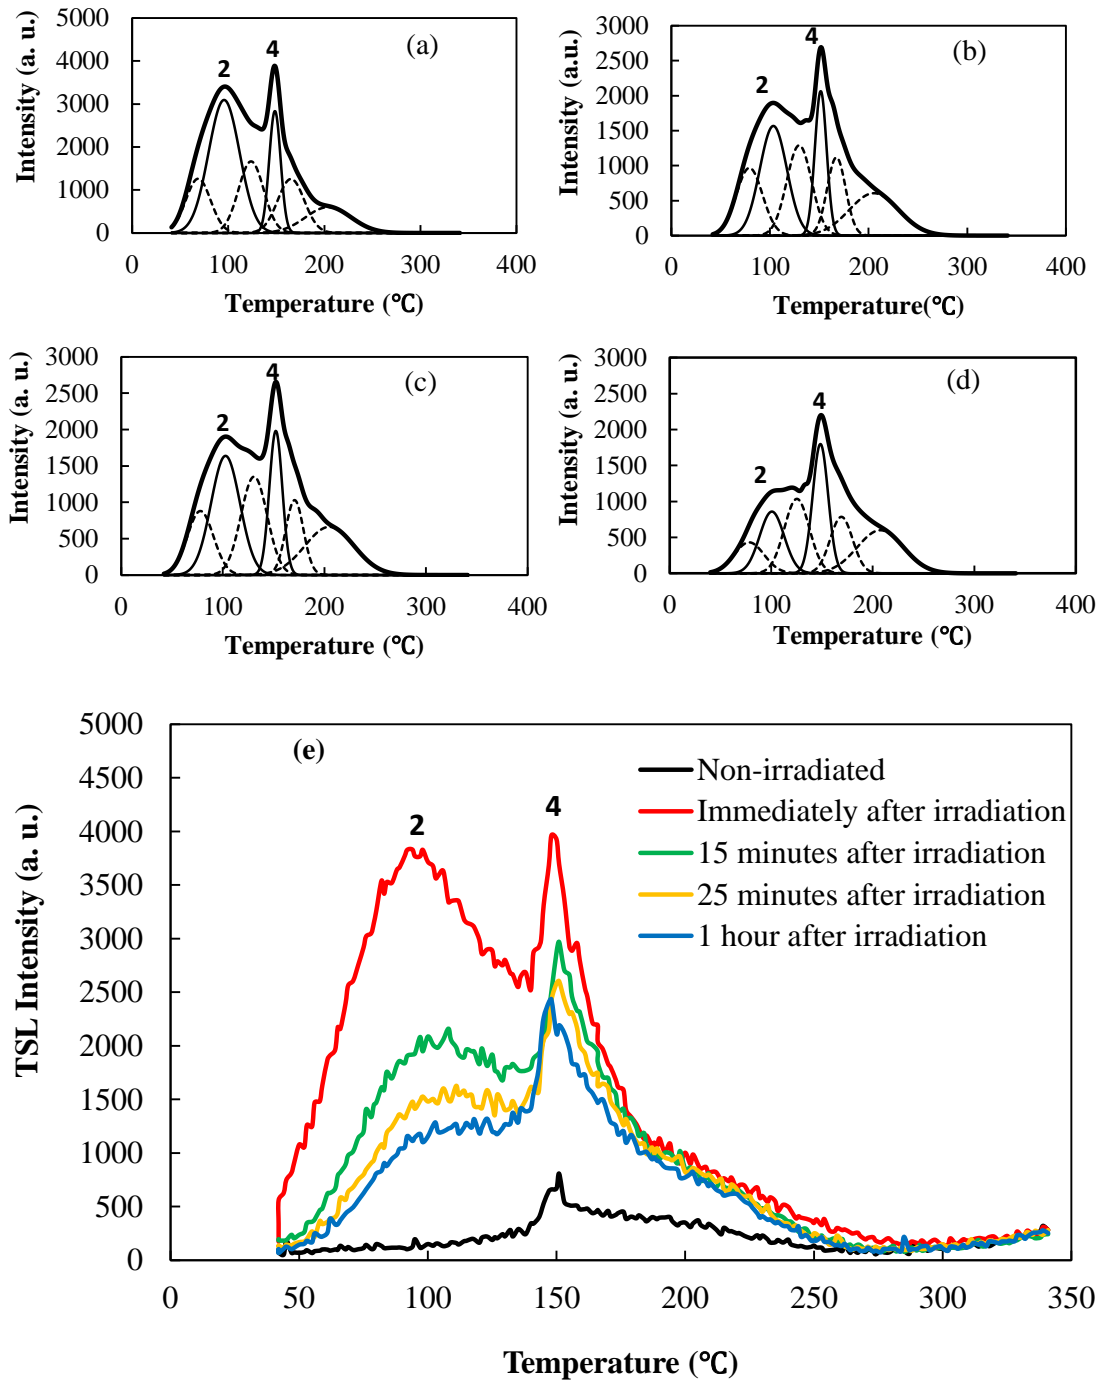 5000
4000
3000
2000
1000
0
0 100 200 300 400
Intensity (a. u.)
Temperature (℃)
(a)
2
4
3000
2500
2000
1500
1000
500
0
0 100 200 300 400
Intensity (a.u.)
Temperature(℃)
(b)
2
4
3000
2500
2000
1500
1000
500
0
0 100 200 300 400
Intensity (a. u.)
Temperature (℃)
(c)
2
4
3000
2500
2000
1500
1000
500
0
0 100 200 300 400
Intensity (a. u.)
Temperature (℃)
(d)
2
4
5000
4500
4000
3500
3000
2500
2000
1500
1000
500
0
0 50 100 150 200 250 300 350
TSL Intensity (a. u.)
Temperature (℃)
(e)
2
4
Non-irradiated
Immediately after irradiation
15 minutes after irradiation
25 minutes after irradiation
1 hour after irradiation